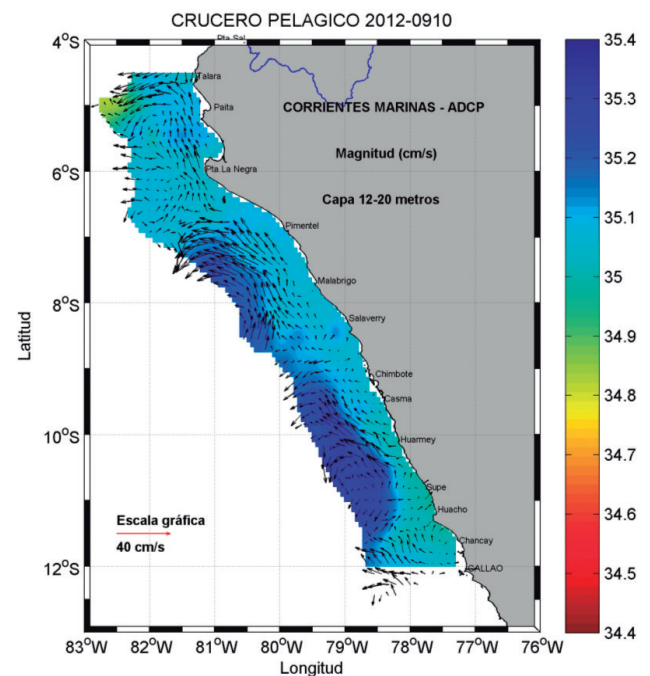 CRUCERO PELAGICO 2012-0910
Pta.Sal
Talara
Paita
CORRIENTES MARINAS - ADCP
Magnitud (cm/s)
Pta.La Negra
Capa 12-20 metros
Pimentel
Malabrigo
Salaverry
Chimbote
Casma
Huarmey
Supe
Huacho
Chancay
CALLAO
Escala gráfica
40 cm/s
Latitud
4°S
6°S
8°S
10°S
12°S
83°W
82°W
81°W
80°W
79°W
78°W
77°W
76°W
Longitud
35.4
35.3
35.2
35.1
35
34.9
34.8
34.7
34.6
34.5
34.4